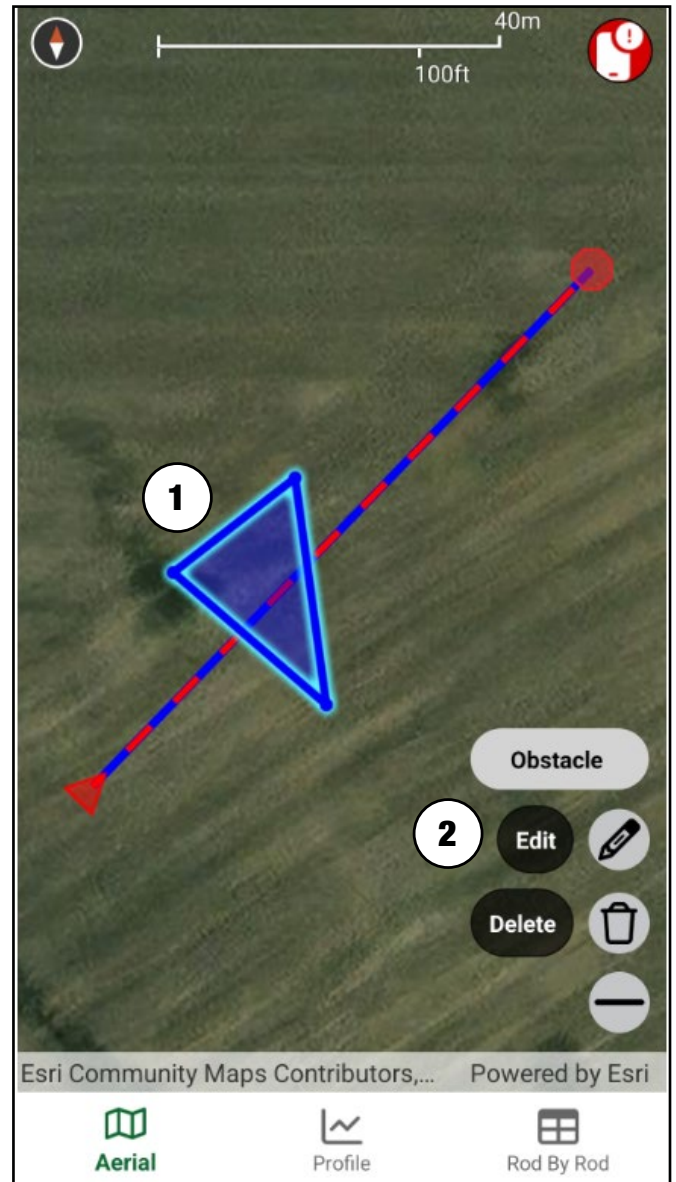 40m
100ft
!
1
Obstacle
2
Edit
Delete
Esri Community Maps Contributors,... Powered by Esri
Aerial Profile Rod By Rod